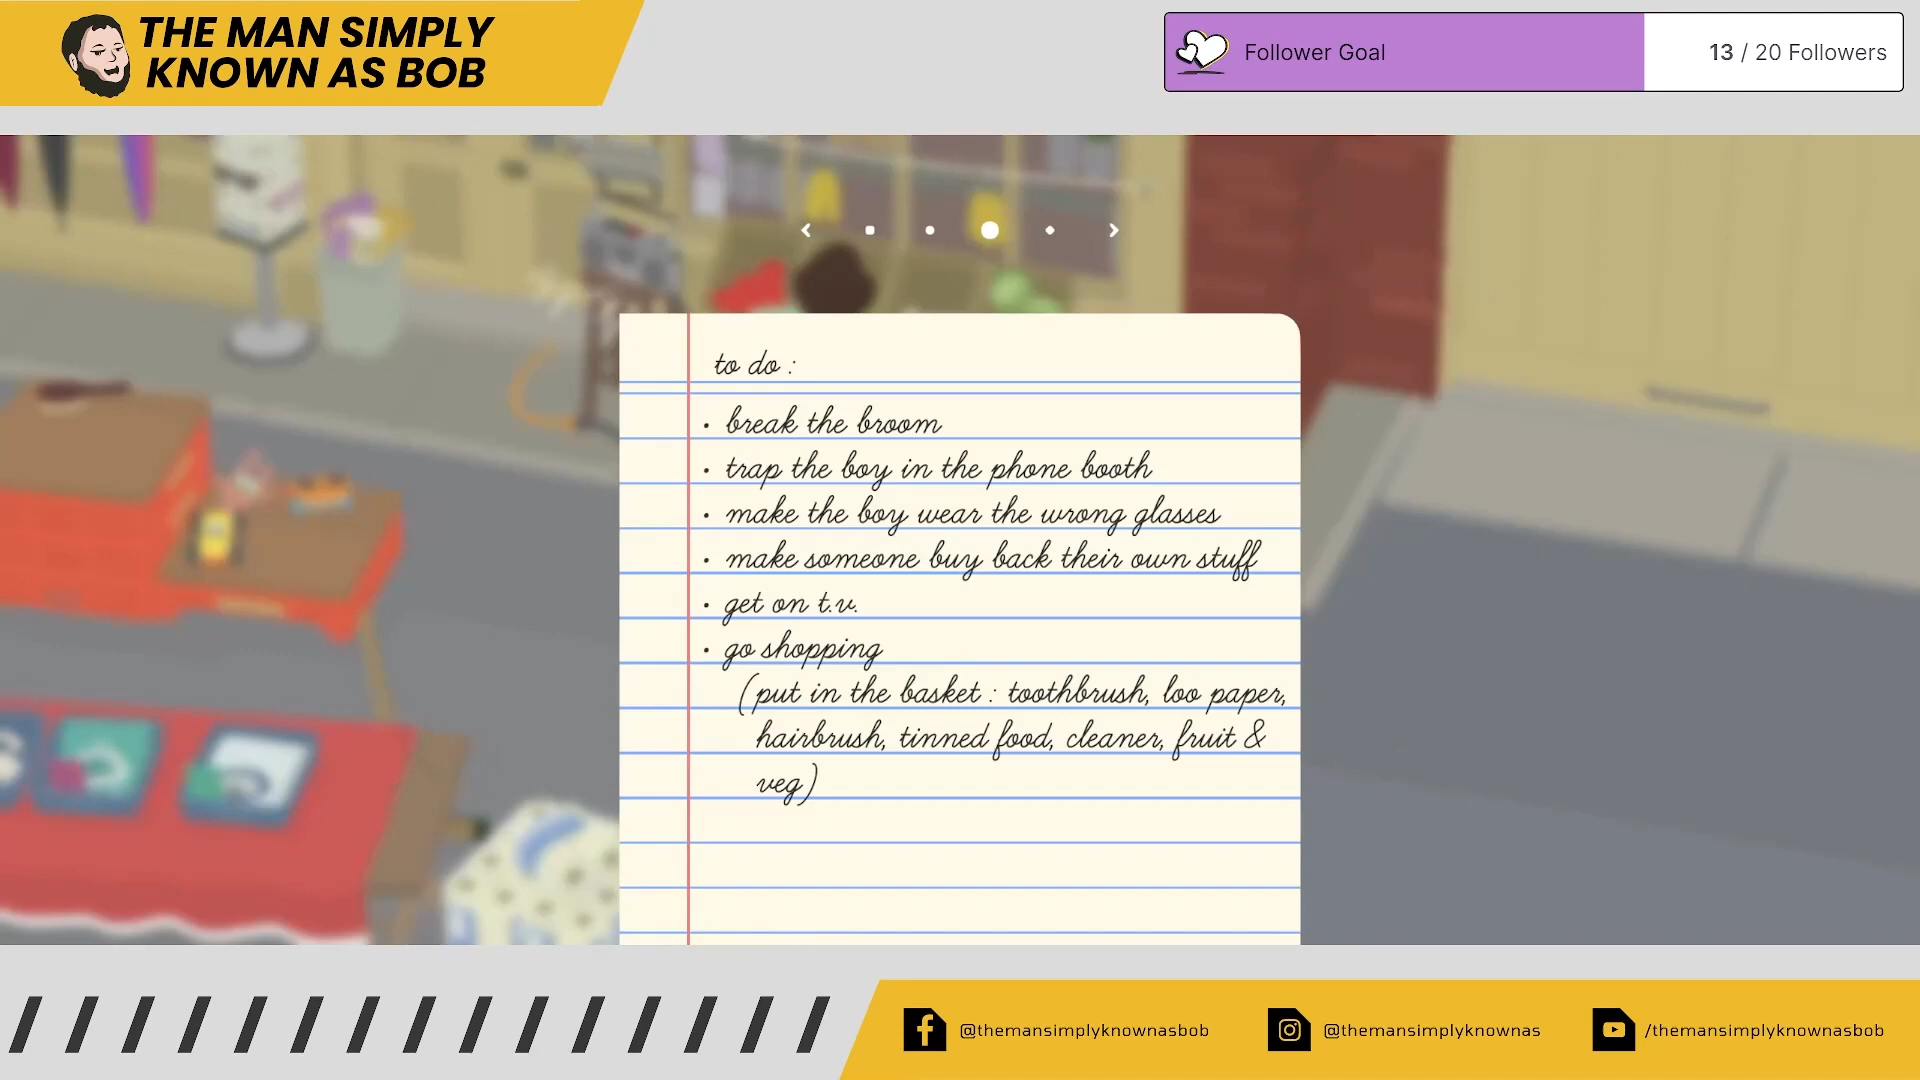 THE MAN SIMPLY
KNOWN AS BOB
Follower Goal
13 / 20 Followers
to do :
• break the broom
• trap the boy in the phone booth
• make the boy wear the wrong glasses
• make someone buy back their own stuff
• get on t.v.
• go shopping
(put in the basket : toothbrush, loo paper,
hairbrush, tinned food, cleaner, fruit &
veg)
@themansimplyknownasbob
@themansimplyknownas
/themansimplyknownasbob